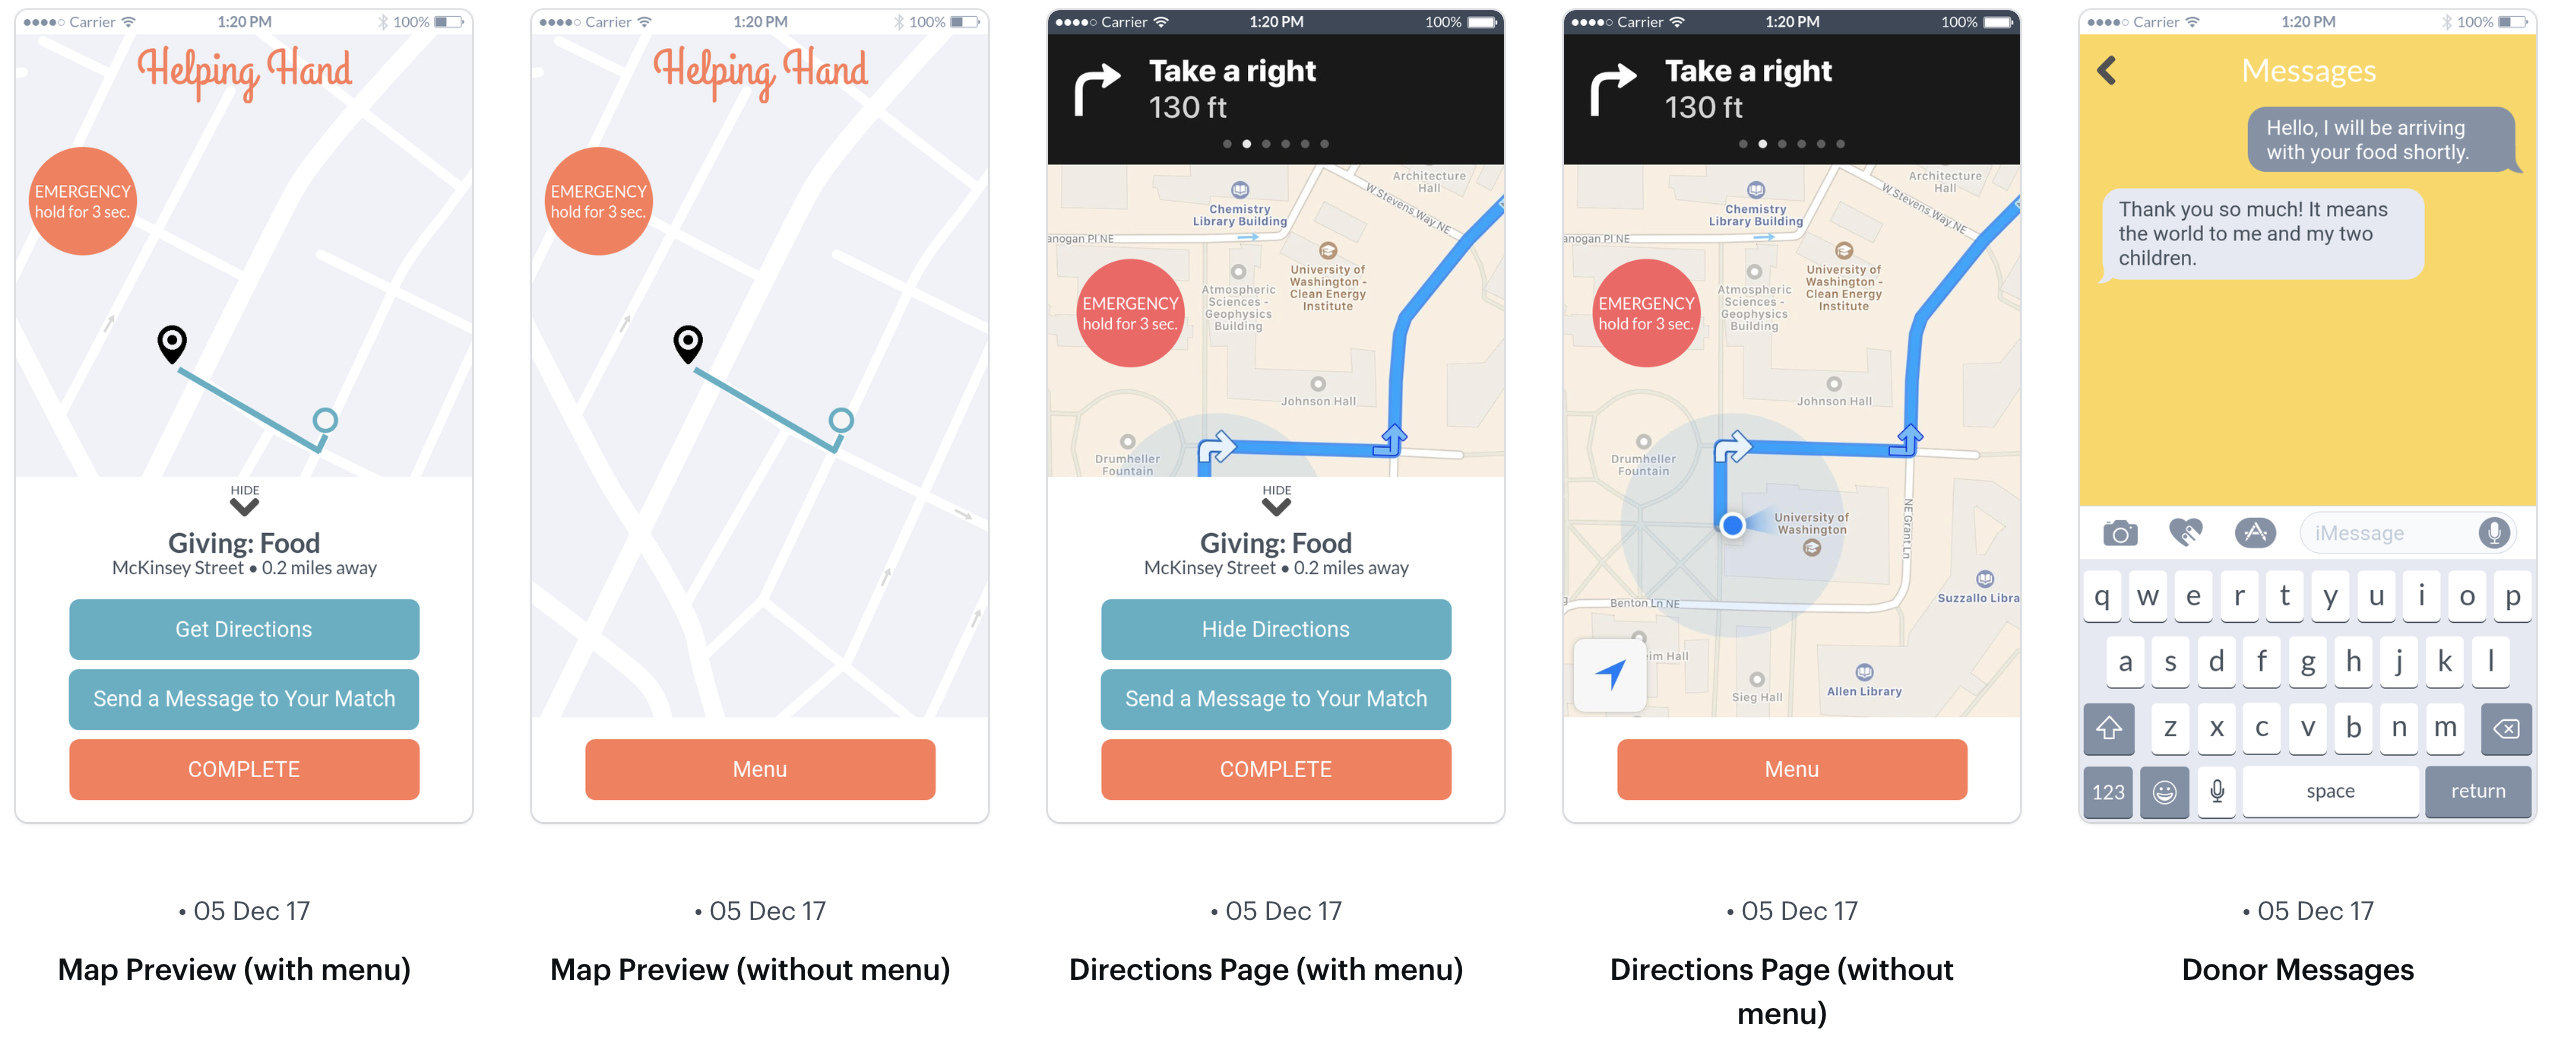 Carrier 1:20 PM 100%
Helping Hand
EMERGENCY
hold for 3 sec.
HIDE
Giving: Food
McKinsey Street • 0.2 miles away
Get Directions
Send a Message to Your Match
COMPLETE
• 05 Dec 17
Map Preview (with menu)
Carrier 1:20 PM 100%
Helping Hand
EMERGENCY
hold for 3 sec.
Menu
• 05 Dec 17
Map Preview (without menu)
Carrier 1:20 PM 100%
Take a right
130 ft
Architecture
Hall
W Stevens Way NE
Chemistry
Library Building
anogan Pl NE
University of
Washington -
Clean Energy
Institute
EMERGENCY
hold for 3 sec.
Atmospheric
Sciences -
Geophysics
Building
Johnson Hall
Drumheller
Fountain
HIDE
Giving: Food
McKinsey Street • 0.2 miles away
Hide Directions
Send a Message to Your Match
COMPLETE
• 05 Dec 17
Directions Page (with menu)
Carrier 1:20 PM 100%
Take a right
130 ft
Architecture
Hall
W Stevens Way NE
Chemistry
Library Building
anogan Pl NE
University of
Washington -
Clean Energy
Institute
EMERGENCY
hold for 3 sec.
Atmospheric
Sciences -
Geophysics
Building
Johnson Hall
Drumheller
Fountain
University of
Washington
NE Grant Ln
Suzzallo Libra
Benton Ln NE
eim Hall
Sieg Hall
Allen Library
Menu
• 05 Dec 17
Directions Page (without
menu)
Carrier 1:20 PM 100%
Messages
Hello, I will be arriving
with your food shortly.
Thank you so much! It means
the world to me and my two
children.
iMessage
q w e r t y u i o p
a s d f g h j k l
z x c v b n m
123 space return
• 05 Dec 17
Donor Messages